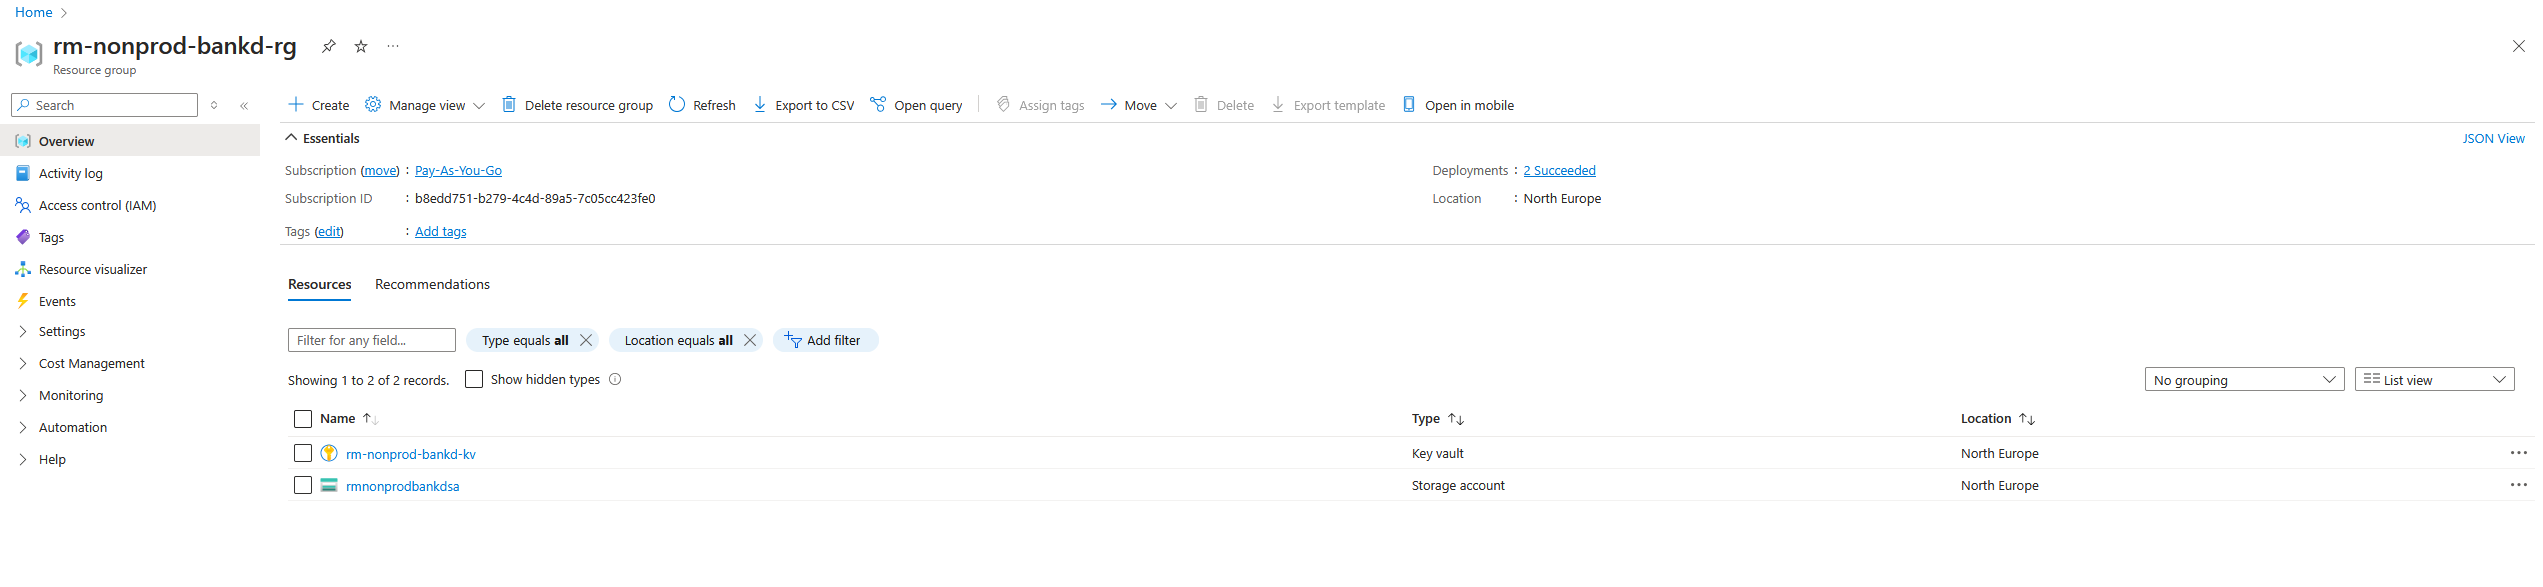 Home
rm-nonprod-bankd-rg
Resource group
Search
Overview
Activity log
Access control (IAM)
Tags
Resource visualizer
Events
Settings
Cost Management
Monitoring
Automation
Help
Create Manage view Delete resource group Refresh Export to CSV Open query Assign tags Move Delete Export template Open in mobile
Essentials JSON View
Subscription (move) : Pay-As-You-Go Deployments : 2 Succeeded
Subscription ID : b8edd751-b279-4c4d-89a5-7c05cc423fe0 Location : North Europe
Tags (edit) : Add tags
Resources Recommendations
Filter for any field... Type equals all Location equals all Add filter
Showing 1 to 2 of 2 records. Show hidden types No grouping List view
Name Type Location
rm-nonprod-bankd-kv Key vault North Europe
rmnonprodbankdsa Storage account North Europe